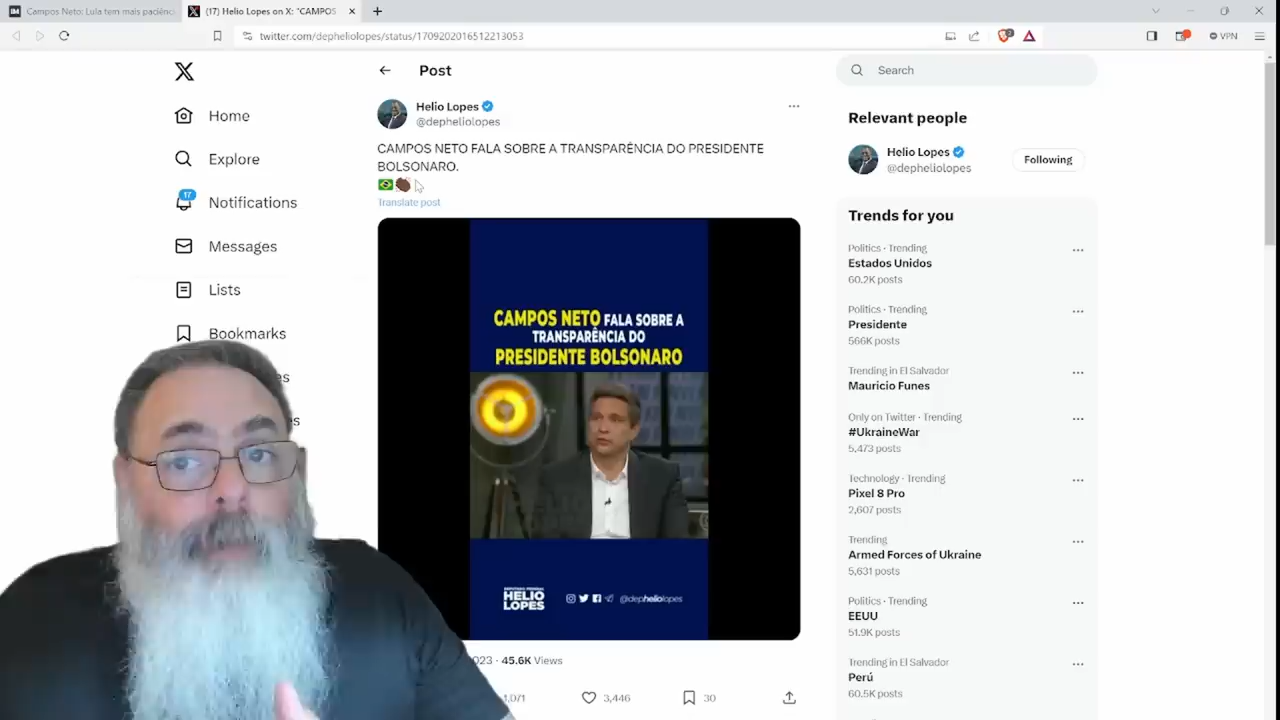 Campos Neto: Lula tem mais paciênc
(17) Helio Lopes on X: "CAMPOS
twitter.com/depheliolopes/status/1709202016512213053
VPN
Post
Search
Home
Explore
17
Notifications
Messages
Lists
Bookmarks
Helio Lopes
@depheliolopes
CAMPOS NETO FALA SOBRE A TRANSPARÊNCIA DO PRESIDENTE
BOLSONARO.
Translate post
CAMPOS NETO FALA SOBRE A
TRANSPARÊNCIA DO
PRESIDENTE BOLSONARO
DEPUTADO FEDERAL
HELIO
LOPES
@depheliolopes
023 · 45.6K Views
1,071
3,446
30
Relevant people
Helio Lopes
@depheliolopes
Following
Trends for you
Politics · Trending
Estados Unidos
60.2K posts
Politics · Trending
Presidente
566K posts
Trending in El Salvador
Mauricio Funes
Only on Twitter · Trending
#UkraineWar
5,473 posts
Technology · Trending
Pixel 8 Pro
2,607 posts
Trending
Armed Forces of Ukraine
5,631 posts
Politics · Trending
EEUU
51.9K posts
Trending in El Salvador
Perú
60.5K posts